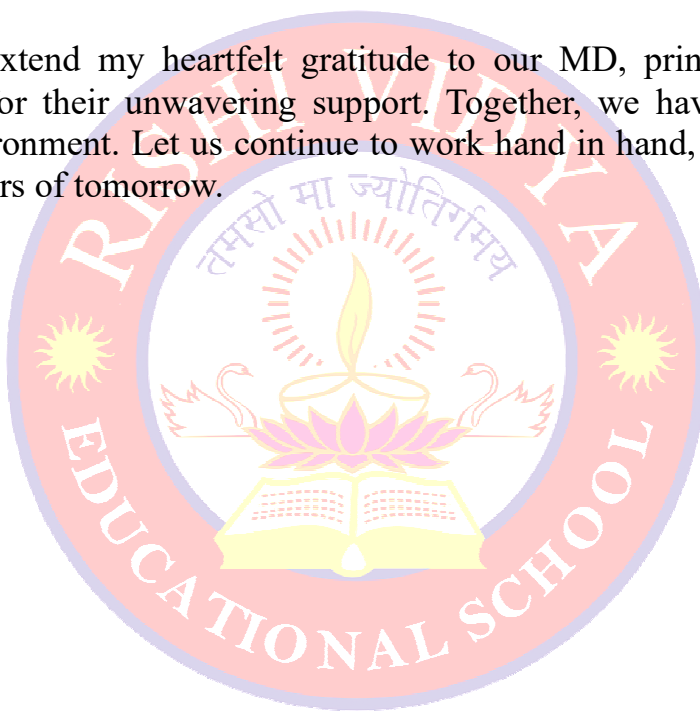 xtend my heartfelt gratitude to our MD, prin
or their unwavering support. Together, we hav
ronment. Let us continue to work hand in hand,
rs of tomorrow.
RISHI VIDYA
तमसो मा ज्योतिर्गमय
EDUCATIONAL SCHOOL